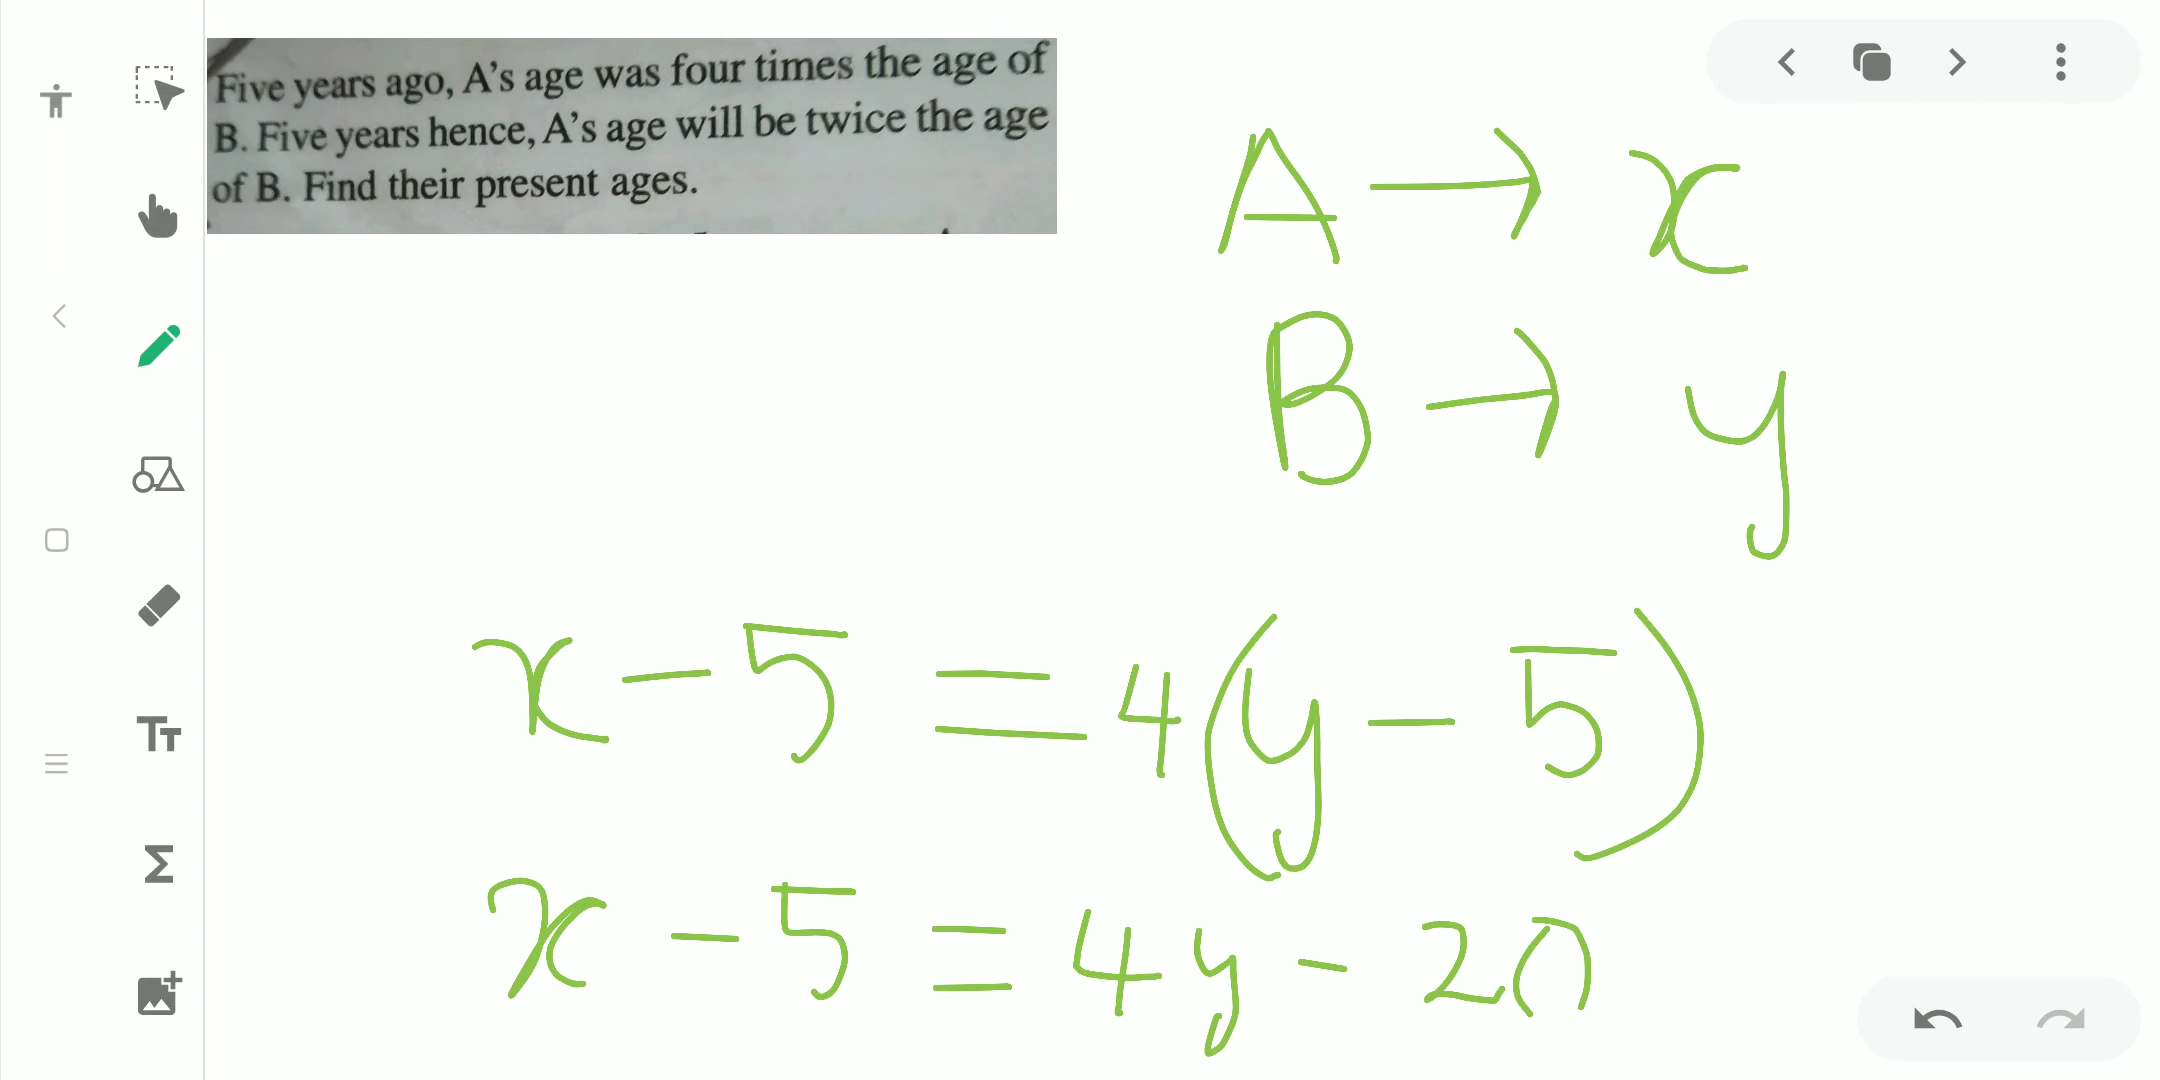 Five years ago, A's age was four times the age of
B. Five years hence, A's age will be twice the age
of B. Find their present ages.
A → x
B → y
x - 5 = 4(y - 5)
x - 5 = 4y - 20
Tт
Σ